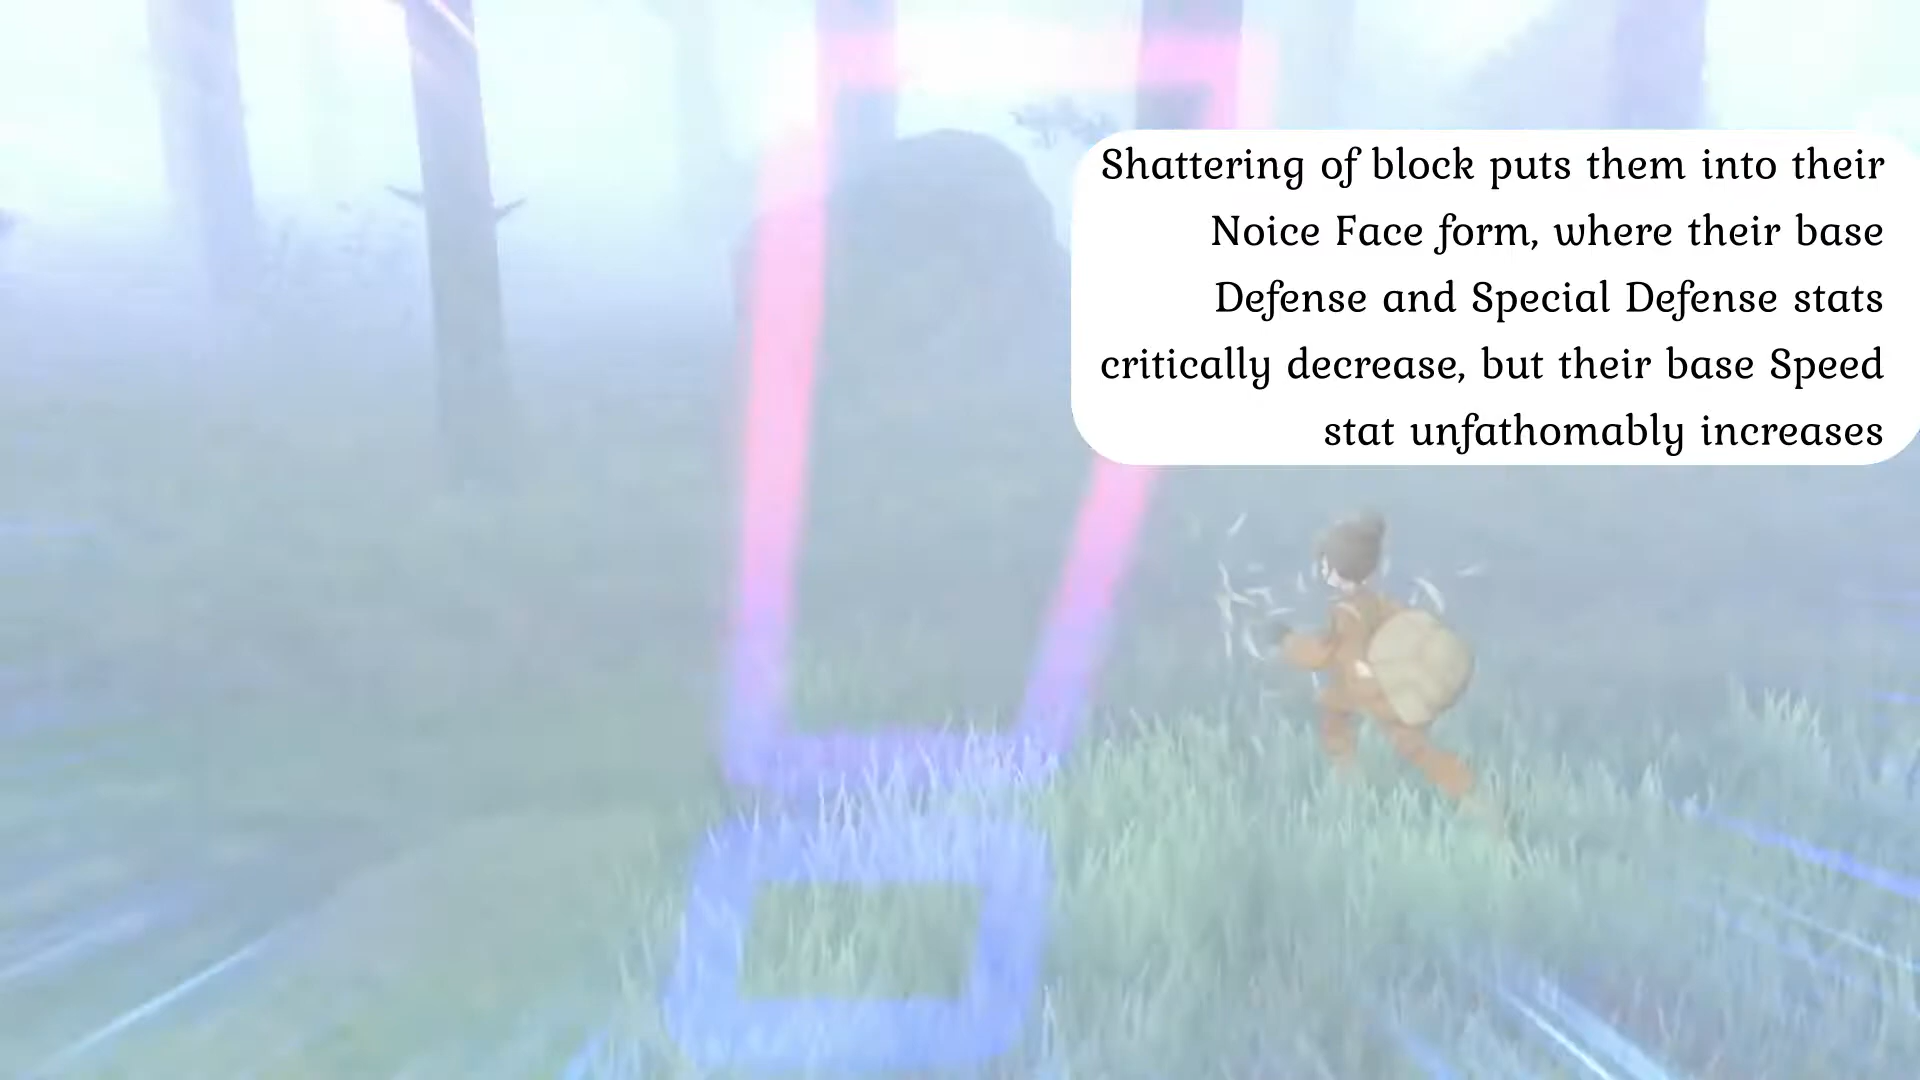 Shattering of block puts them into their
Noice Face form, where their base
Defense and Special Defense stats
critically decrease, but their base Speed
stat unfathomably increases